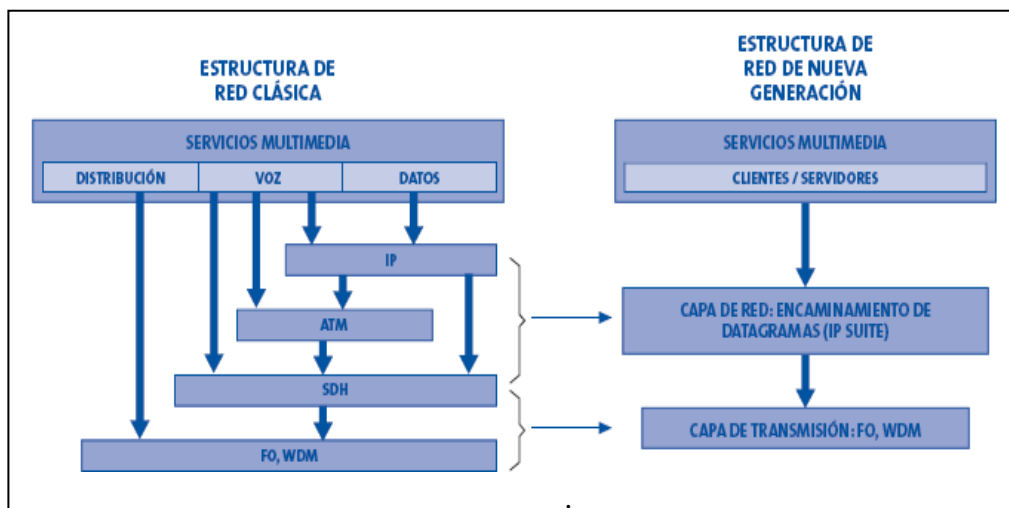 ESTRUCTURA DE
RED CLÁSICA
SERVICIOS MULTIMEDIA
DISTRIBUCIÓN
VOZ
DATOS
IP
ATM
SDH
FO, WDM
ESTRUCTURA DE
RED DE NUEVA
GENERACIÓN
SERVICIOS MULTIMEDIA
CLIENTES / SERVIDORES
CAPA DE RED: ENCAMINAMIENTO DE
DATAGRAMAS (IP SUITE)
CAPA DE TRANSMISIÓN: FO, WDM